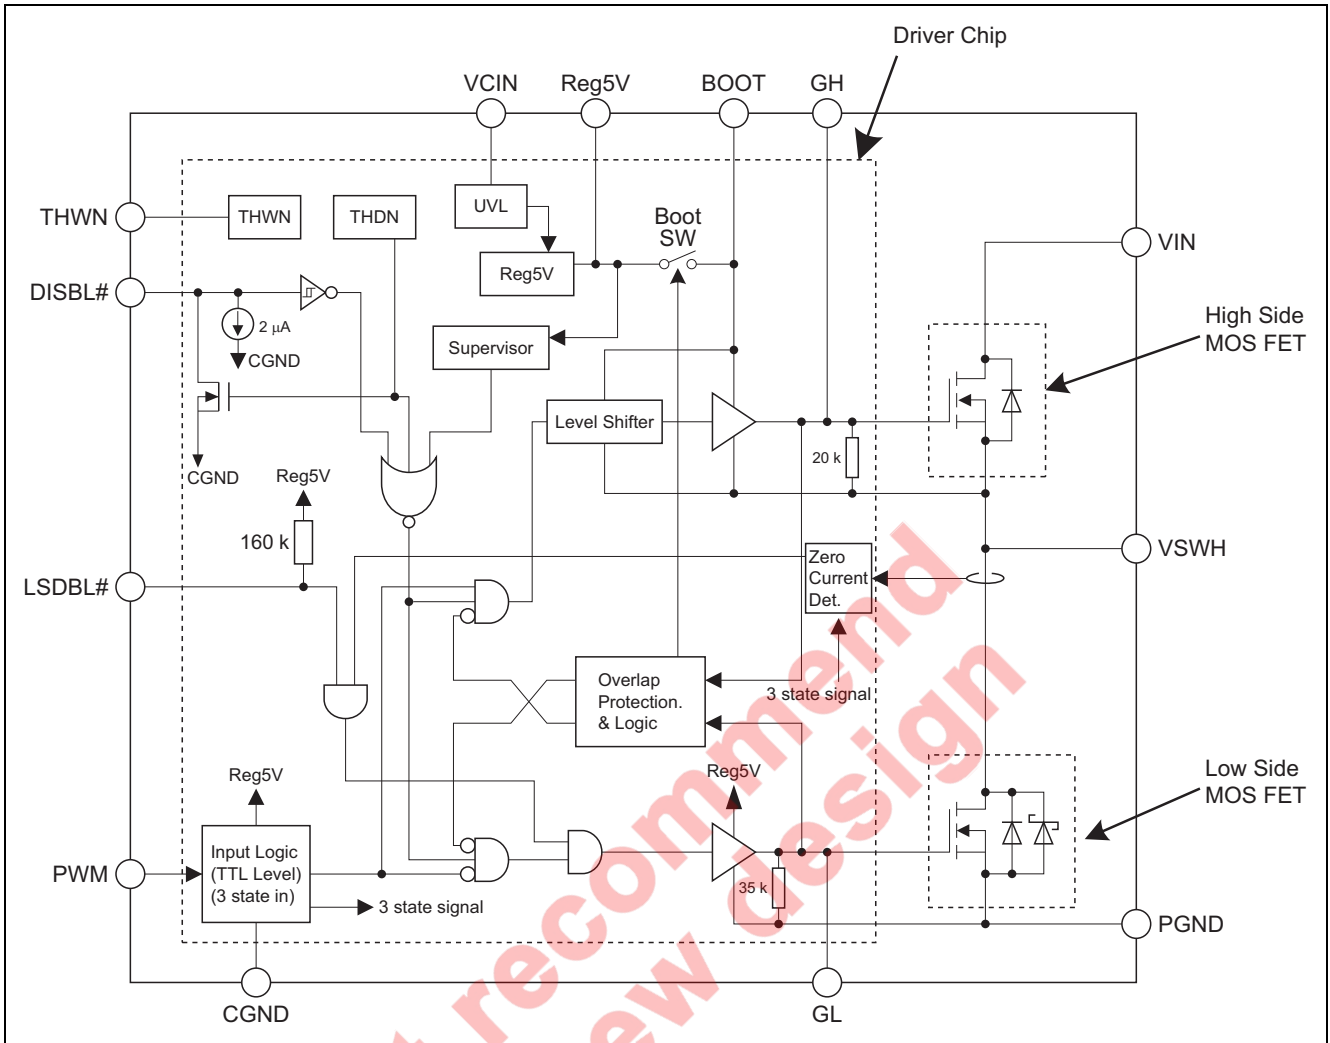 Driver Chip
VCIN
Reg5V
BOOT
GH
THWN
THWN
THDN
UVL
Boot
SW
VIN
Reg5V
DISBL#
2 μA
CGND
Supervisor
High Side
MOS FET
Level Shifter
20 k
CGND
Reg5V
160 k
VSWH
Zero
Current
Det.
LSDBL#
Overlap
Protection.
& Logic
3 state signal
Reg5V
Reg5V
Low Side
MOS FET
PWM
Input Logic
(TTL Level)
(3 state in)
3 state signal
35 k
PGND
CGND
GL
recommend
design